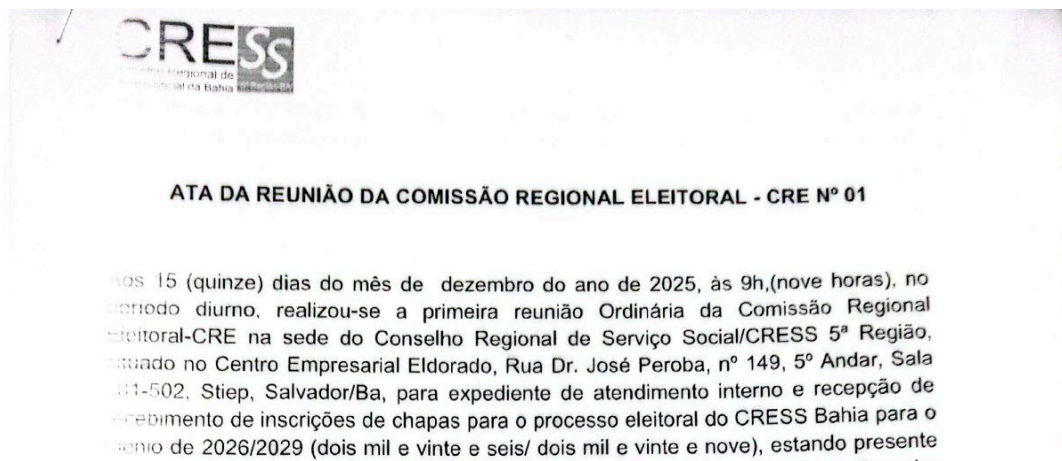 CRESS
Regional de
Social da Bahia
ATA DA REUNIÃO DA COMISSÃO REGIONAL ELEITORAL - CRE Nº 01
15 (quinze) dias do mês de dezembro do ano de 2025, às 9h,(nove horas), no
período diurno, realizou-se a primeira reunião Ordinária da Comissão Regional
Eleitoral-CRE na sede do Conselho Regional de Serviço Social/CRESS 5ª Região,
situado no Centro Empresarial Eldorado, Rua Dr. José Peroba, nº 149, 5º Andar, Sala
Stiep, Salvador/Ba, para expediente de atendimento interno e recepção de
recebimento de inscrições de chapas para o processo eleitoral do CRESS Bahia para o
de 2026/2029 (dois mil e vinte e seis/ dois mil e vinte e nove), estando presente